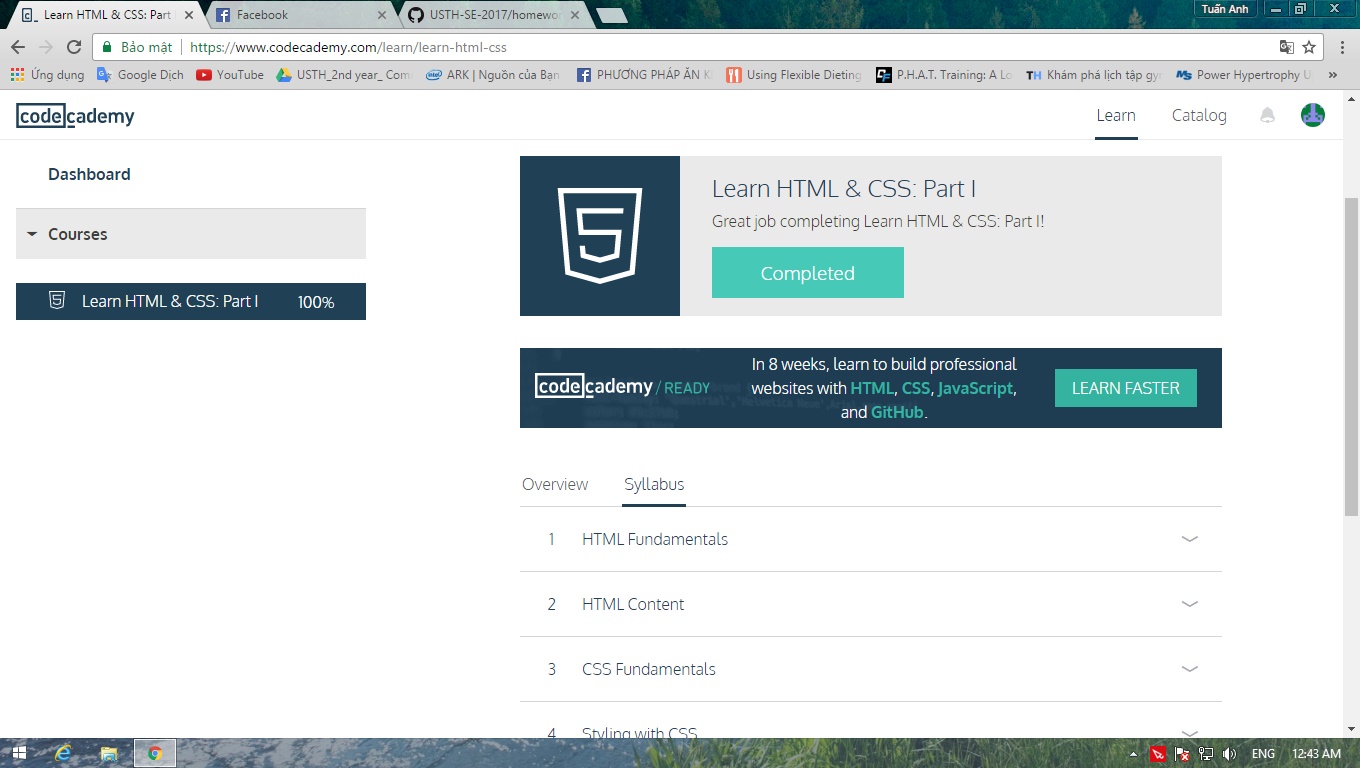 Learn HTML & CSS: Part I
Facebook
USTH-SE-2017/homewo
Tuấn Anh
Bảo mật
https://www.codecademy.com/learn/learn-html-css
Ứng dụng
Google Dịch
YouTube
USTH_2nd year_ Com
ARK | Nguồn của Bạn
PHƯƠNG PHÁP ĂN K
Using Flexible Dieting
P.H.A.T. Training: A Lo
Khám phá lịch tập gym
Power Hypertrophy U
»
codecademy
Learn
Catalog
Dashboard
Courses
Learn HTML & CSS: Part I 100%
Learn HTML & CSS: Part I
Great job completing Learn HTML & CSS: Part I!
Completed
codecademy / READY
In 8 weeks, learn to build professional
websites with HTML, CSS, JavaScript,
and GitHub.
LEARN FASTER
Overview
Syllabus
1 HTML Fundamentals
2 HTML Content
3 CSS Fundamentals
4 Styling with CSS
ENG
12:43 AM